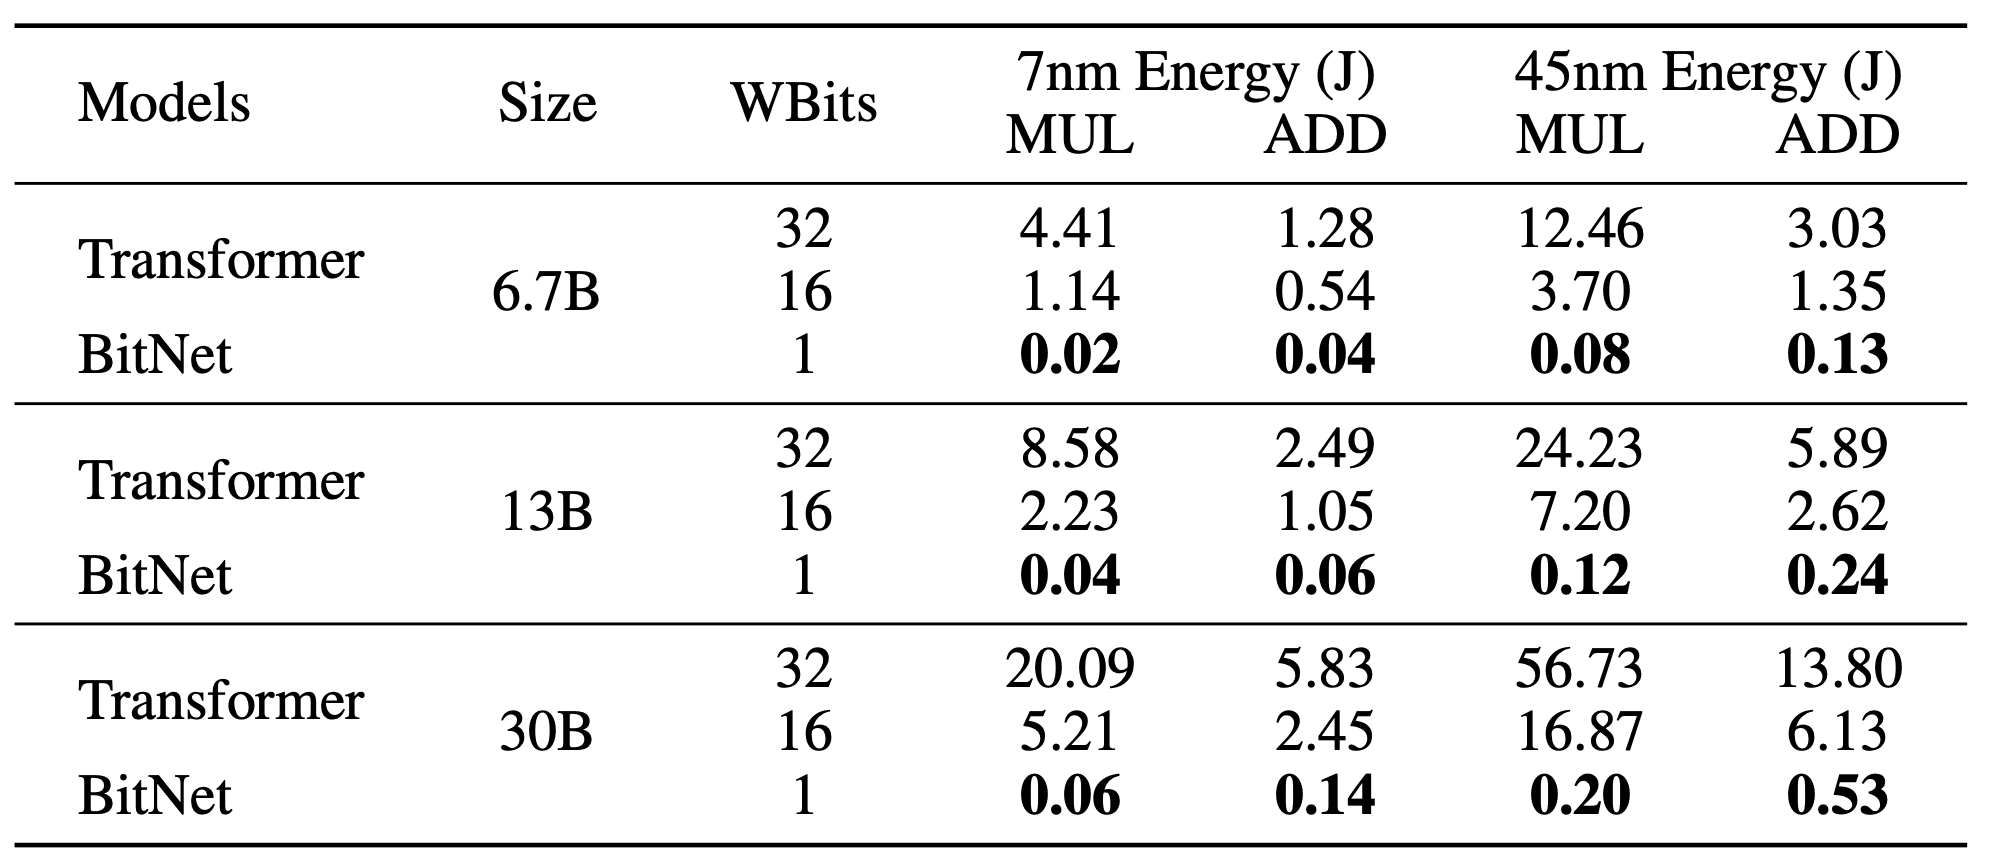 Models Size WBits 7nm Energy (J) 45nm Energy (J)
MUL ADD MUL ADD
Transformer 6.7B 32 4.41 1.28 12.46 3.03
16 1.14 0.54 3.70 1.35
BitNet 1 0.02 0.04 0.08 0.13
Transformer 13B 32 8.58 2.49 24.23 5.89
16 2.23 1.05 7.20 2.62
BitNet 1 0.04 0.06 0.12 0.24
Transformer 30B 32 20.09 5.83 56.73 13.80
16 5.21 2.45 16.87 6.13
BitNet 1 0.06 0.14 0.20 0.53